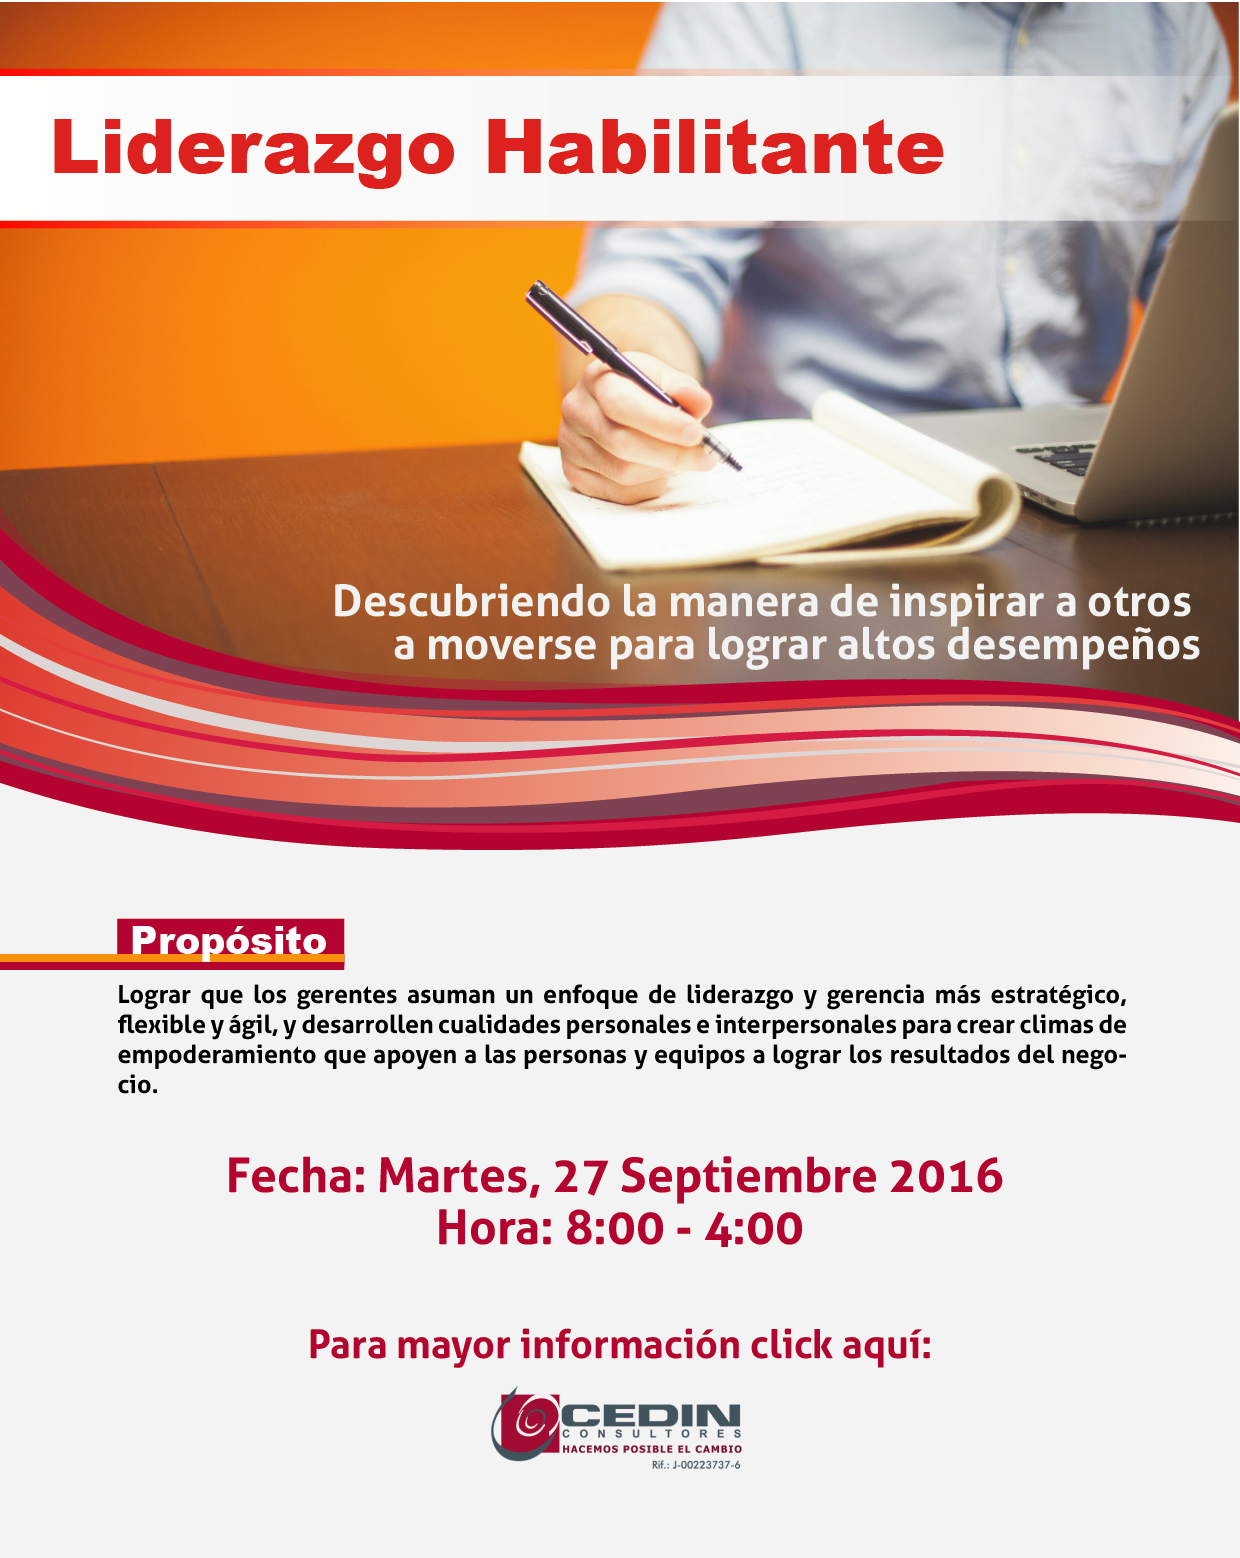 Liderazgo Habilitante
Descubriendo la manera de inspirar a otros
a moverse para lograr altos desempeños
Propósito
Lograr que los gerentes asuman un enfoque de liderazgo y gerencia más estratégico,
flexible y ágil, y desarrollen cualidades personales e interpersonales para crear climas de
empoderamiento que apoyen a las personas y equipos a lograr los resultados del nego-
cio.
Fecha: Martes, 27 Septiembre 2016
Hora: 8:00 - 4:00
Para mayor información click aquí:
CEDIN
CONSULTORES
HACEMOS POSIBLE EL CAMBIO
Rif.: J-00223737-6